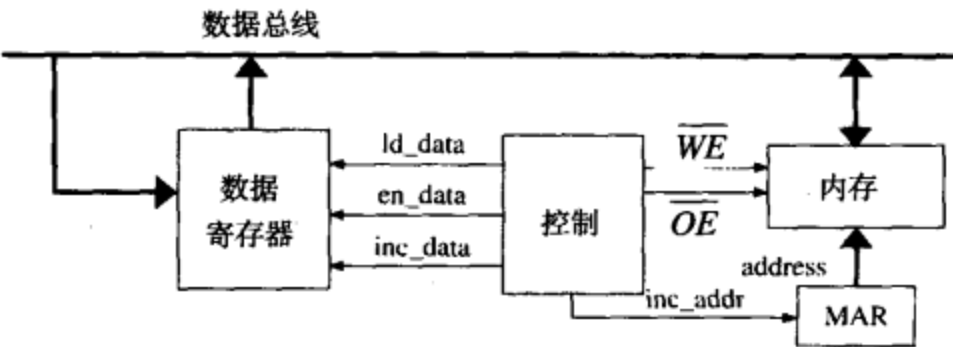 数据总线
ld_data
WE
数据
寄存器
en_data
控制
内存
OE
inc_data
address
inc_addr
MAR